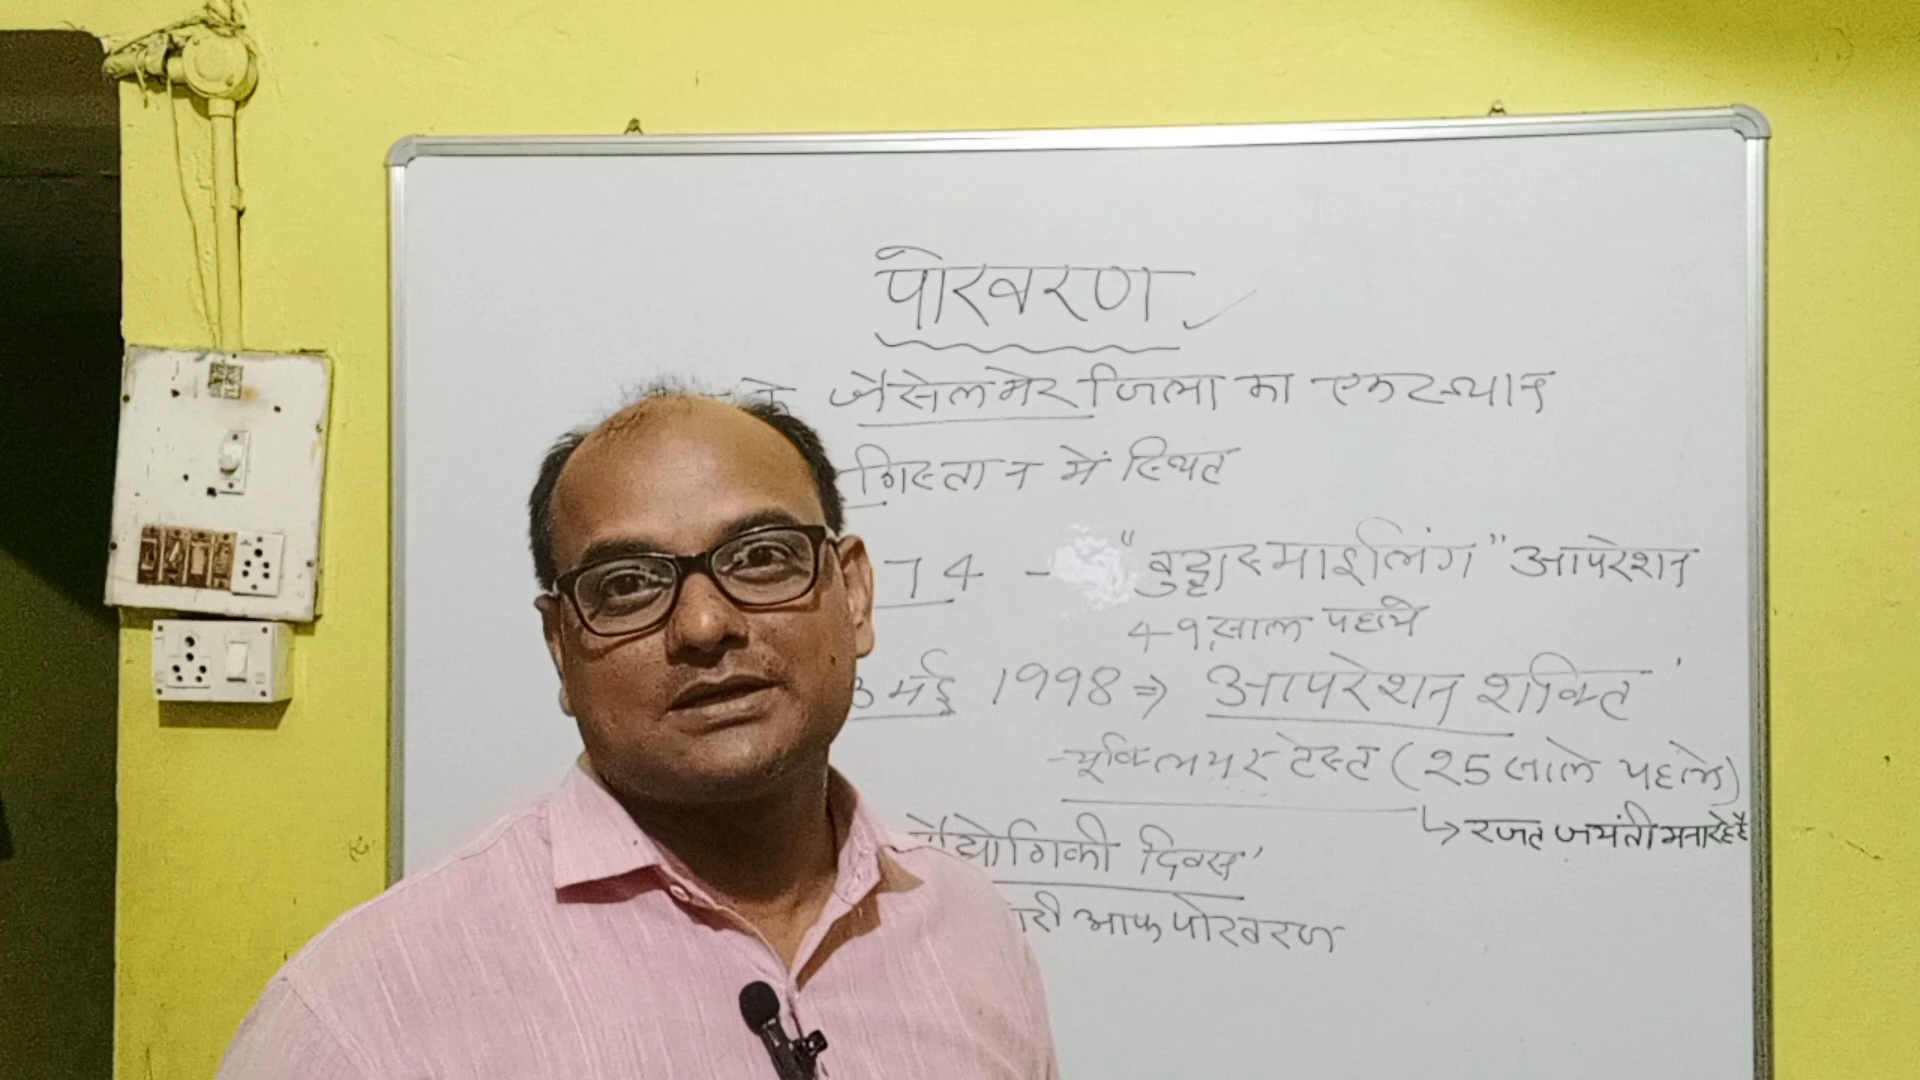 पोखरण
के जैसेलमेर जिला का एक स्थान
गिस्तान में स्थित
74 - "बुद्धा स्माइलिंग" आपरेशन
49 साल पहले
3 मई 1998 ⇒ आपरेशन शक्ति'
न्यूक्लियर टेस्ट (25 साल पहले)
↳ रजत जयंती मना रहे है
द्योगिकी दिवस'
री आफ पोखरण